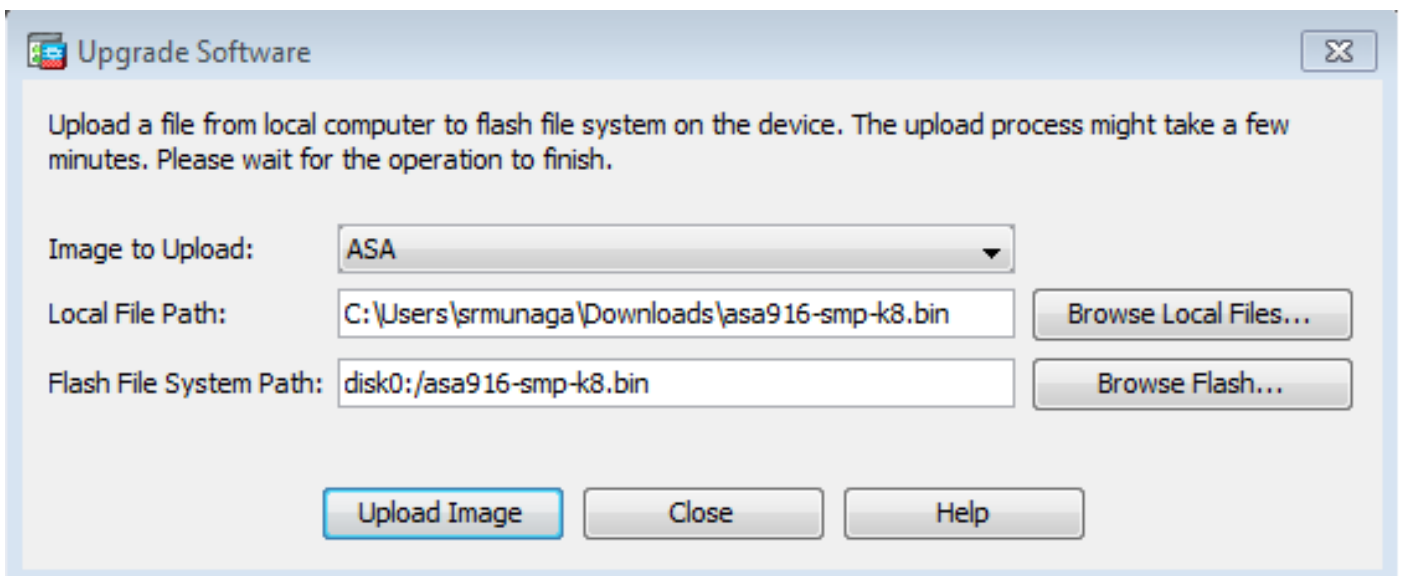 Upgrade Software
Upload a file from local computer to flash file system on the device. The upload process might take a few
minutes. Please wait for the operation to finish.
Image to Upload: ASA
Local File Path: C:\Users\srmunaga\Downloads\asa916-smp-k8.bin Browse Local Files...
Flash File System Path: disk0:/asa916-smp-k8.bin Browse Flash...
Upload Image Close Help